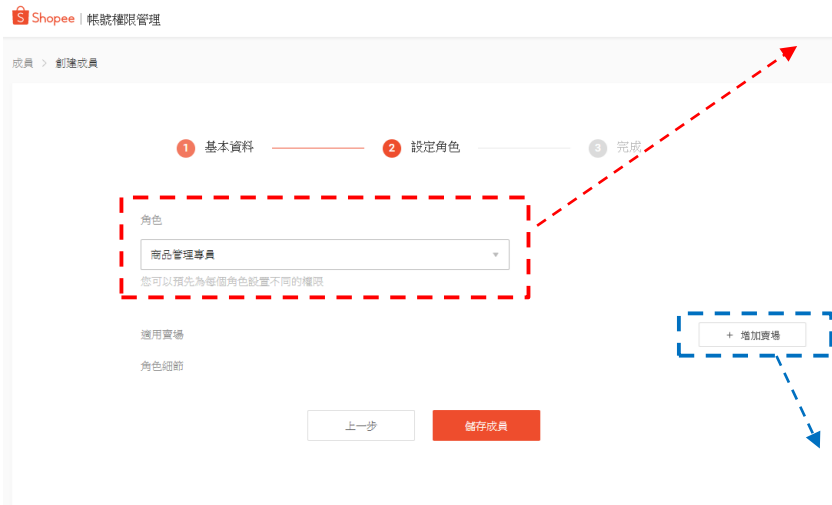 Shopee | 帳號權限管理
成員 > 創建成員
1 基本資料 2 設定角色 3 完成
角色
商品管理專員
您可以預先為每個角色設置不同的權限
適用賣場
+ 增加賣場
角色細節
上一步 儲存成員